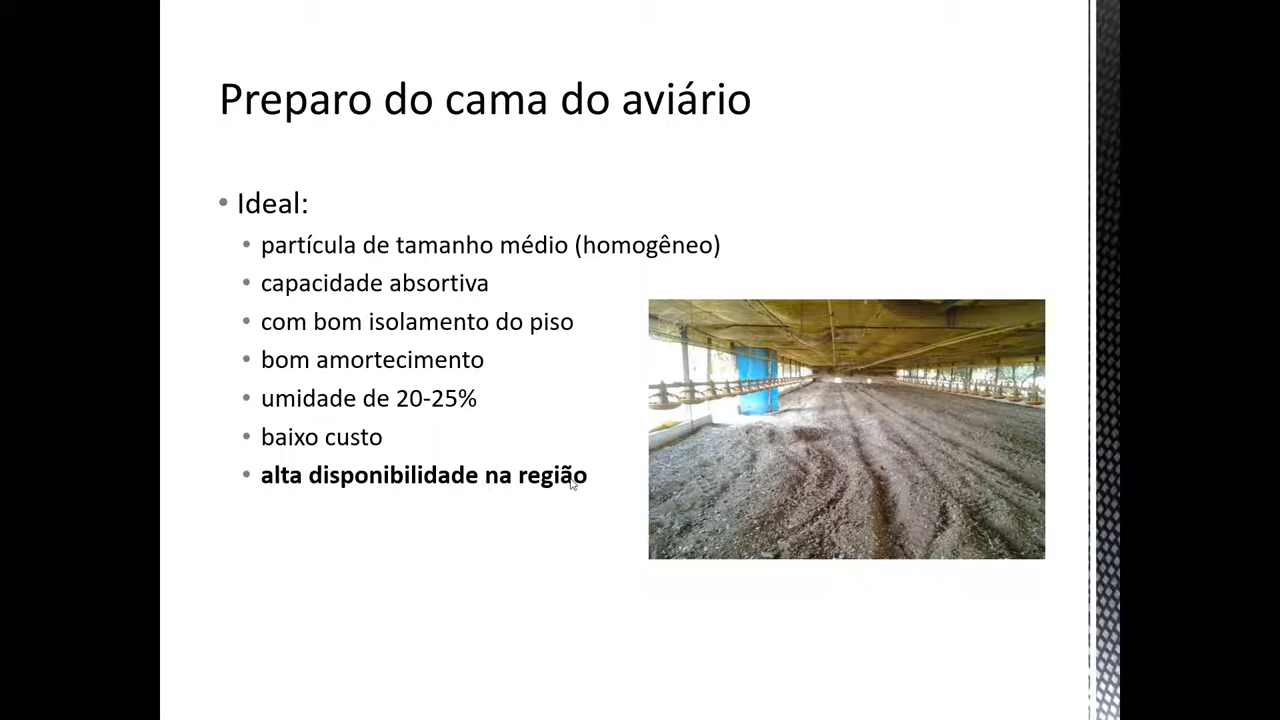 Preparo do cama do aviário
• Ideal:
• partícula de tamanho médio (homogêneo)
• capacidade absortiva
• com bom isolamento do piso
• bom amortecimento
• umidade de 20-25%
• baixo custo
• alta disponibilidade na região